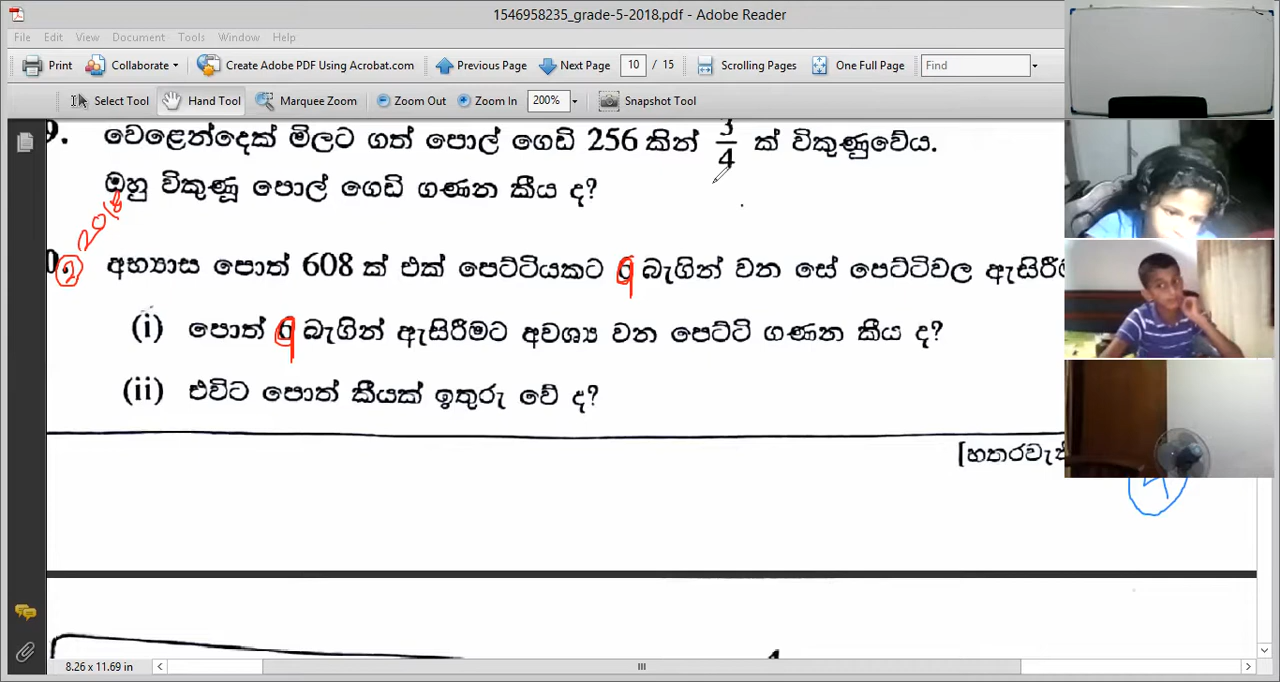 1546958235_grade-5-2018.pdf - Adobe Reader
File Edit View Document Tools Window Help
Print Collaborate Create Adobe PDF Using Acrobat.com Previous Page Next Page 10 / 15 Scrolling Pages One Full Page Find
Select Tool Hand Tool Marquee Zoom Zoom Out Zoom In 200% Snapshot Tool
9. වෙළෙන්දෙක් මිලට ගත් පොල් ගෙඩි 256 කින් 3/4 ක් විකුණුවේය.
ඔහු විකුණූ පොල් ගෙඩි ගණන කීය ද?
2018
2
0. අභ්‍යාස පොත් 608 ක් එක් පෙට්ටියකට 9 බැගින් වන සේ පෙට්ටිවල
(i) පොත් 9 බැගින් ඇසිරීමට අවශ්‍ය වන පෙට්ටි ගණන කීය ද?
(ii) එවිට පොත් කීයක් ඉතුරු වේ ද?
4
8.26 x 11.69 in